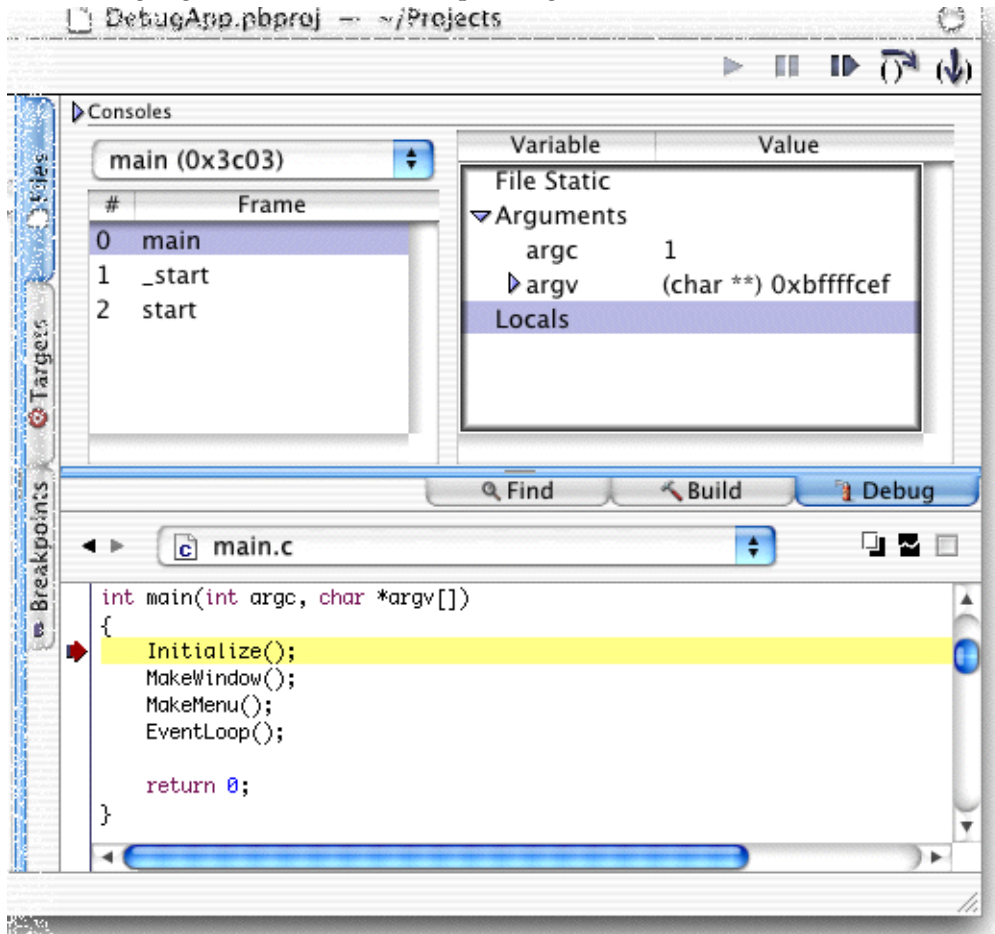 DebugApp.pbproj — ~/Projects
Consoles
main (0x3c03)
# Frame
0 main
1 _start
2 start
Variable Value
File Static
Arguments
argc 1
argv (char **) 0xbffffcef
Locals
Files
Targets
Breakpoints
Find Build Debug
main.c
int main(int argc, char *argv[])
{
Initialize();
MakeWindow();
MakeMenu();
EventLoop();
return 0;
}